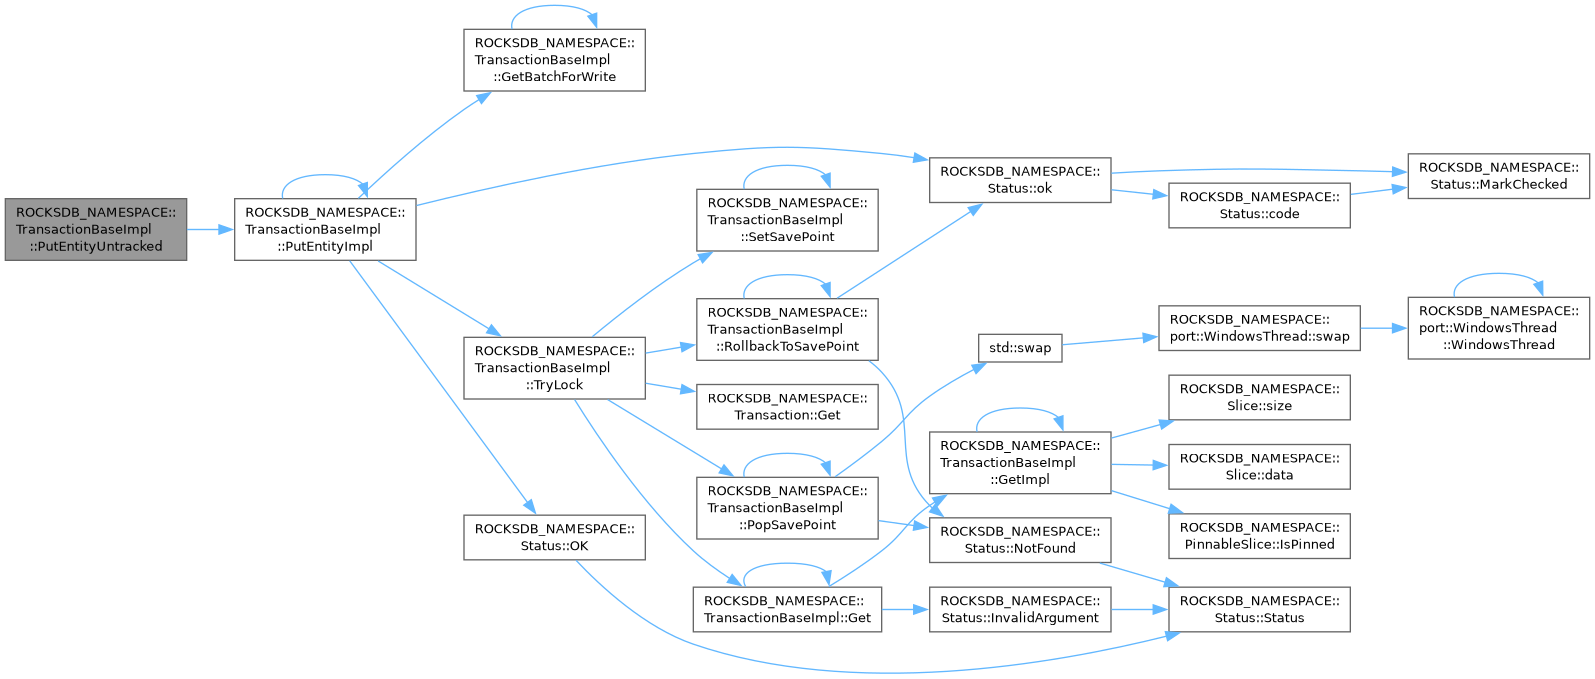 ROCKSDB_NAMESPACE::
TransactionBaseImpl
::PutEntityUntracked
ROCKSDB_NAMESPACE::
TransactionBaseImpl
::PutEntityImpl
ROCKSDB_NAMESPACE::
TransactionBaseImpl
::GetBatchForWrite
ROCKSDB_NAMESPACE::
TransactionBaseImpl
::TryLock
ROCKSDB_NAMESPACE::
Status::OK
ROCKSDB_NAMESPACE::
TransactionBaseImpl
::SetSavePoint
ROCKSDB_NAMESPACE::
TransactionBaseImpl
::RollbackToSavePoint
ROCKSDB_NAMESPACE::
Transaction::Get
ROCKSDB_NAMESPACE::
TransactionBaseImpl
::PopSavePoint
ROCKSDB_NAMESPACE::
TransactionBaseImpl::Get
ROCKSDB_NAMESPACE::
Status::ok
std::swap
ROCKSDB_NAMESPACE::
TransactionBaseImpl
::GetImpl
ROCKSDB_NAMESPACE::
Status::NotFound
ROCKSDB_NAMESPACE::
Status::InvalidArgument
ROCKSDB_NAMESPACE::
Status::code
ROCKSDB_NAMESPACE::
port::WindowsThread::swap
ROCKSDB_NAMESPACE::
Slice::size
ROCKSDB_NAMESPACE::
Slice::data
ROCKSDB_NAMESPACE::
PinnableSlice::IsPinned
ROCKSDB_NAMESPACE::
Status::Status
ROCKSDB_NAMESPACE::
Status::MarkChecked
ROCKSDB_NAMESPACE::
port::WindowsThread
::WindowsThread